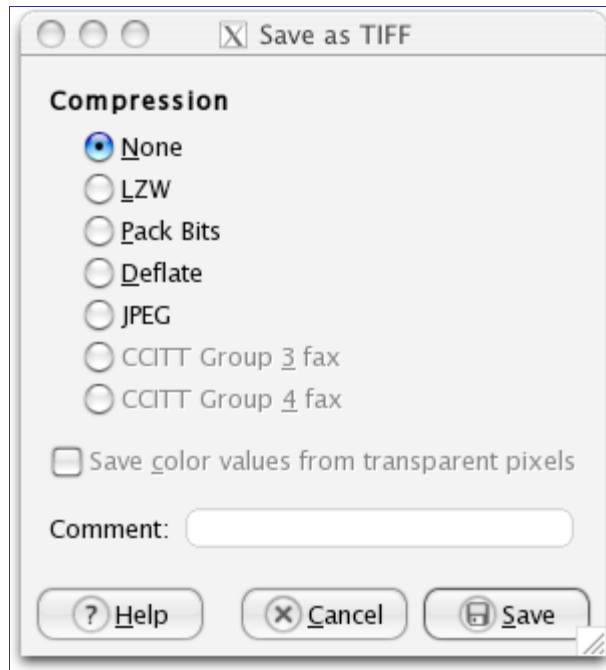 Save as TIFF
Compression
None
LZW
Pack Bits
Deflate
JPEG
CCITT Group 3 fax
CCITT Group 4 fax
Save color values from transparent pixels
Comment:
Help Cancel Save